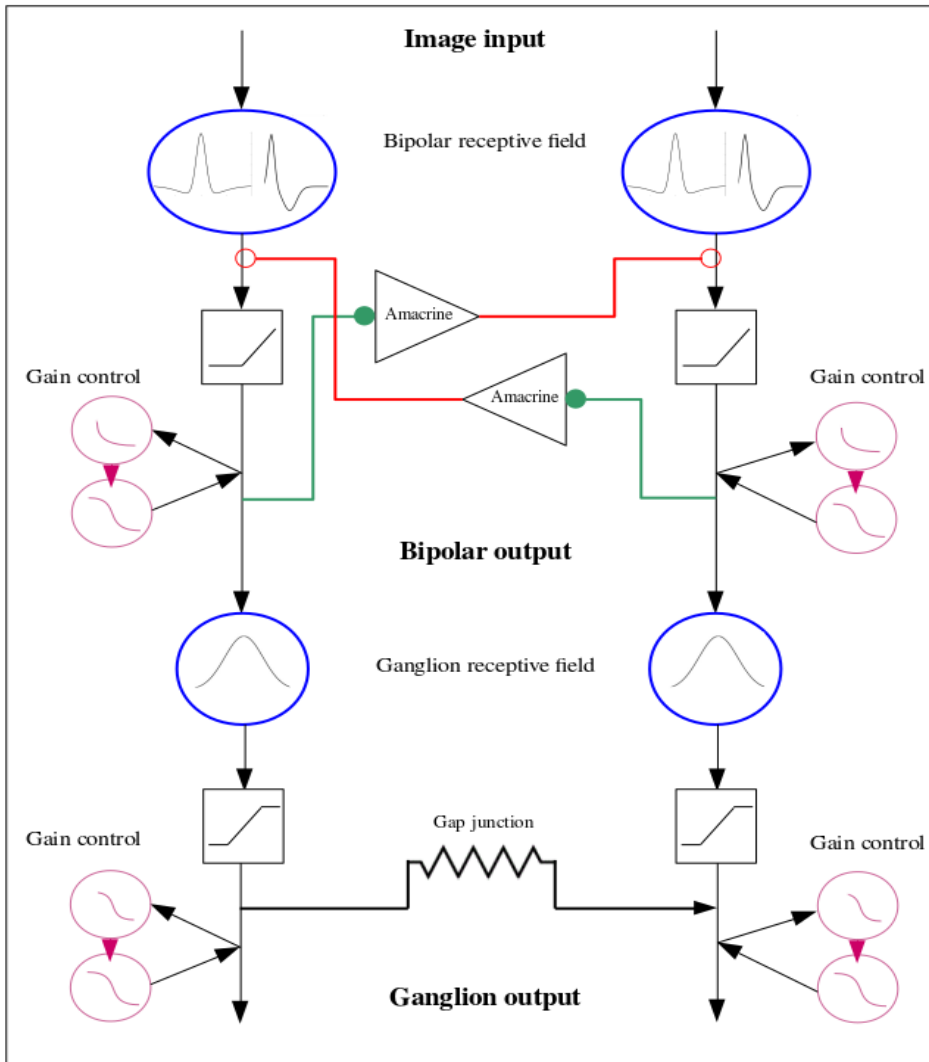 Image input
Bipolar receptive field
Amacrine
Gain control
Gain control
Amacrine
Bipolar output
Ganglion receptive field
Gap junction
Gain control
Gain control
Ganglion output